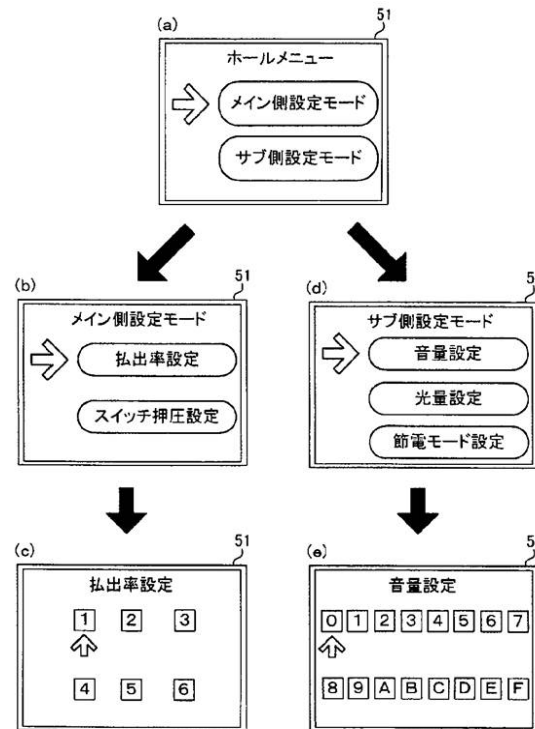 (a)
51
ホールメニュー
メイン側設定モード
サブ側設定モード
(b)
51
メイン側設定モード
払出率設定
スイッチ押圧設定
(d)
5
サブ側設定モード
音量設定
光量設定
節電モード設定
(c)
51
払出率設定
1 2 3
4 5 6
(e)
5
音量設定
0 1 2 3 4 5 6 7
8 9 A B C D E F